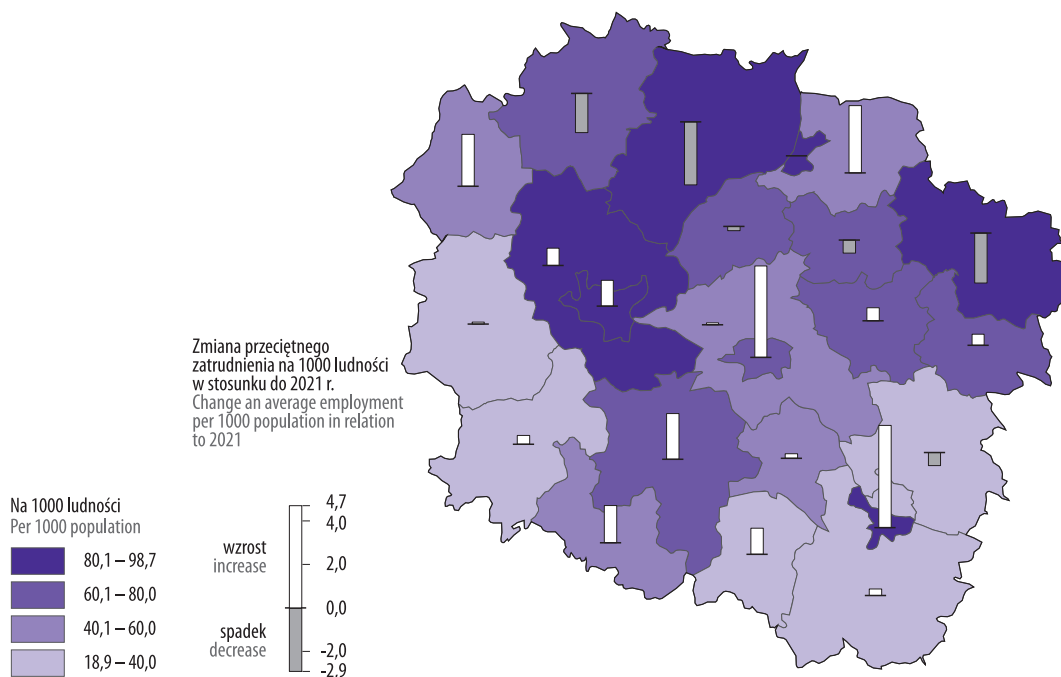 Zmiana przeciętnego
zatrudnienia na 1000 ludności
w stosunku do 2021 r.
Change an average employment
per 1000 population in relation
to 2021
Na 1000 ludności
Per 1000 population
80,1 – 98,7
60,1 – 80,0
40,1 – 60,0
18,9 – 40,0
wzrost
increase
spadek
decrease
4,7
4,0
2,0
0,0
-2,0
-2,9